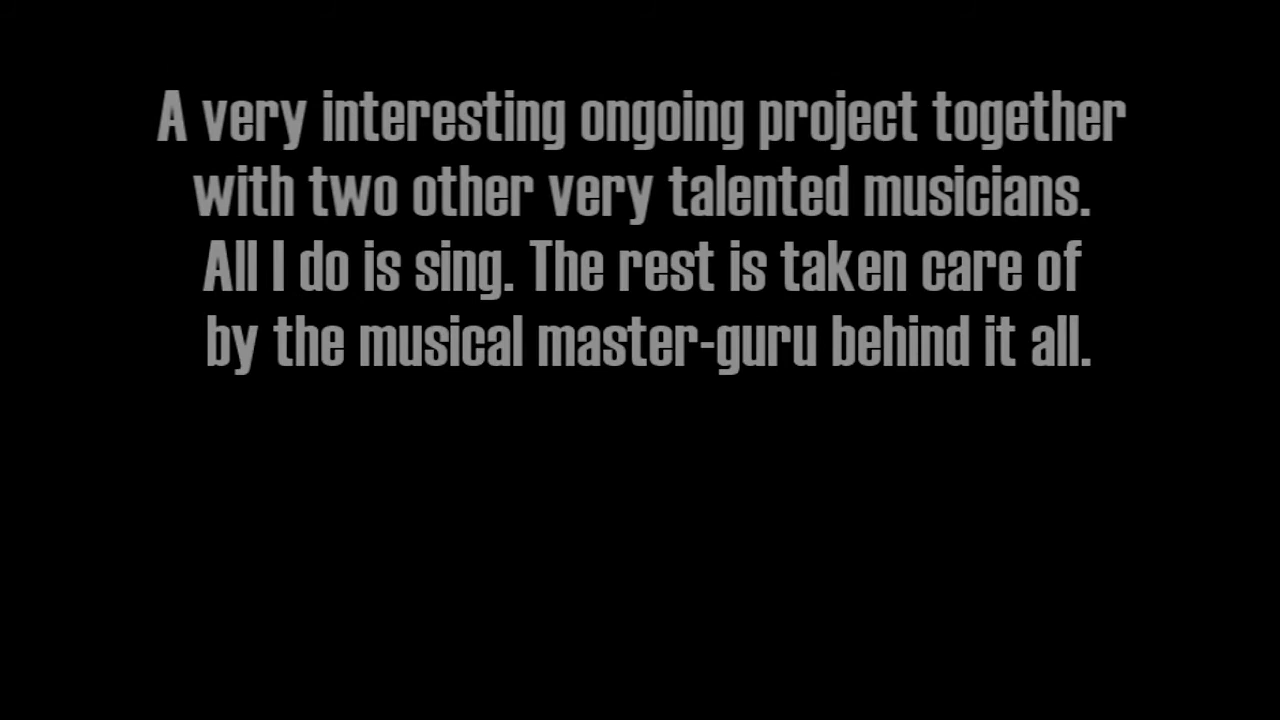 A very interesting ongoing project together
with two other very talented musicians.
All I do is sing. The rest is taken care of
by the musical master-guru behind it all.